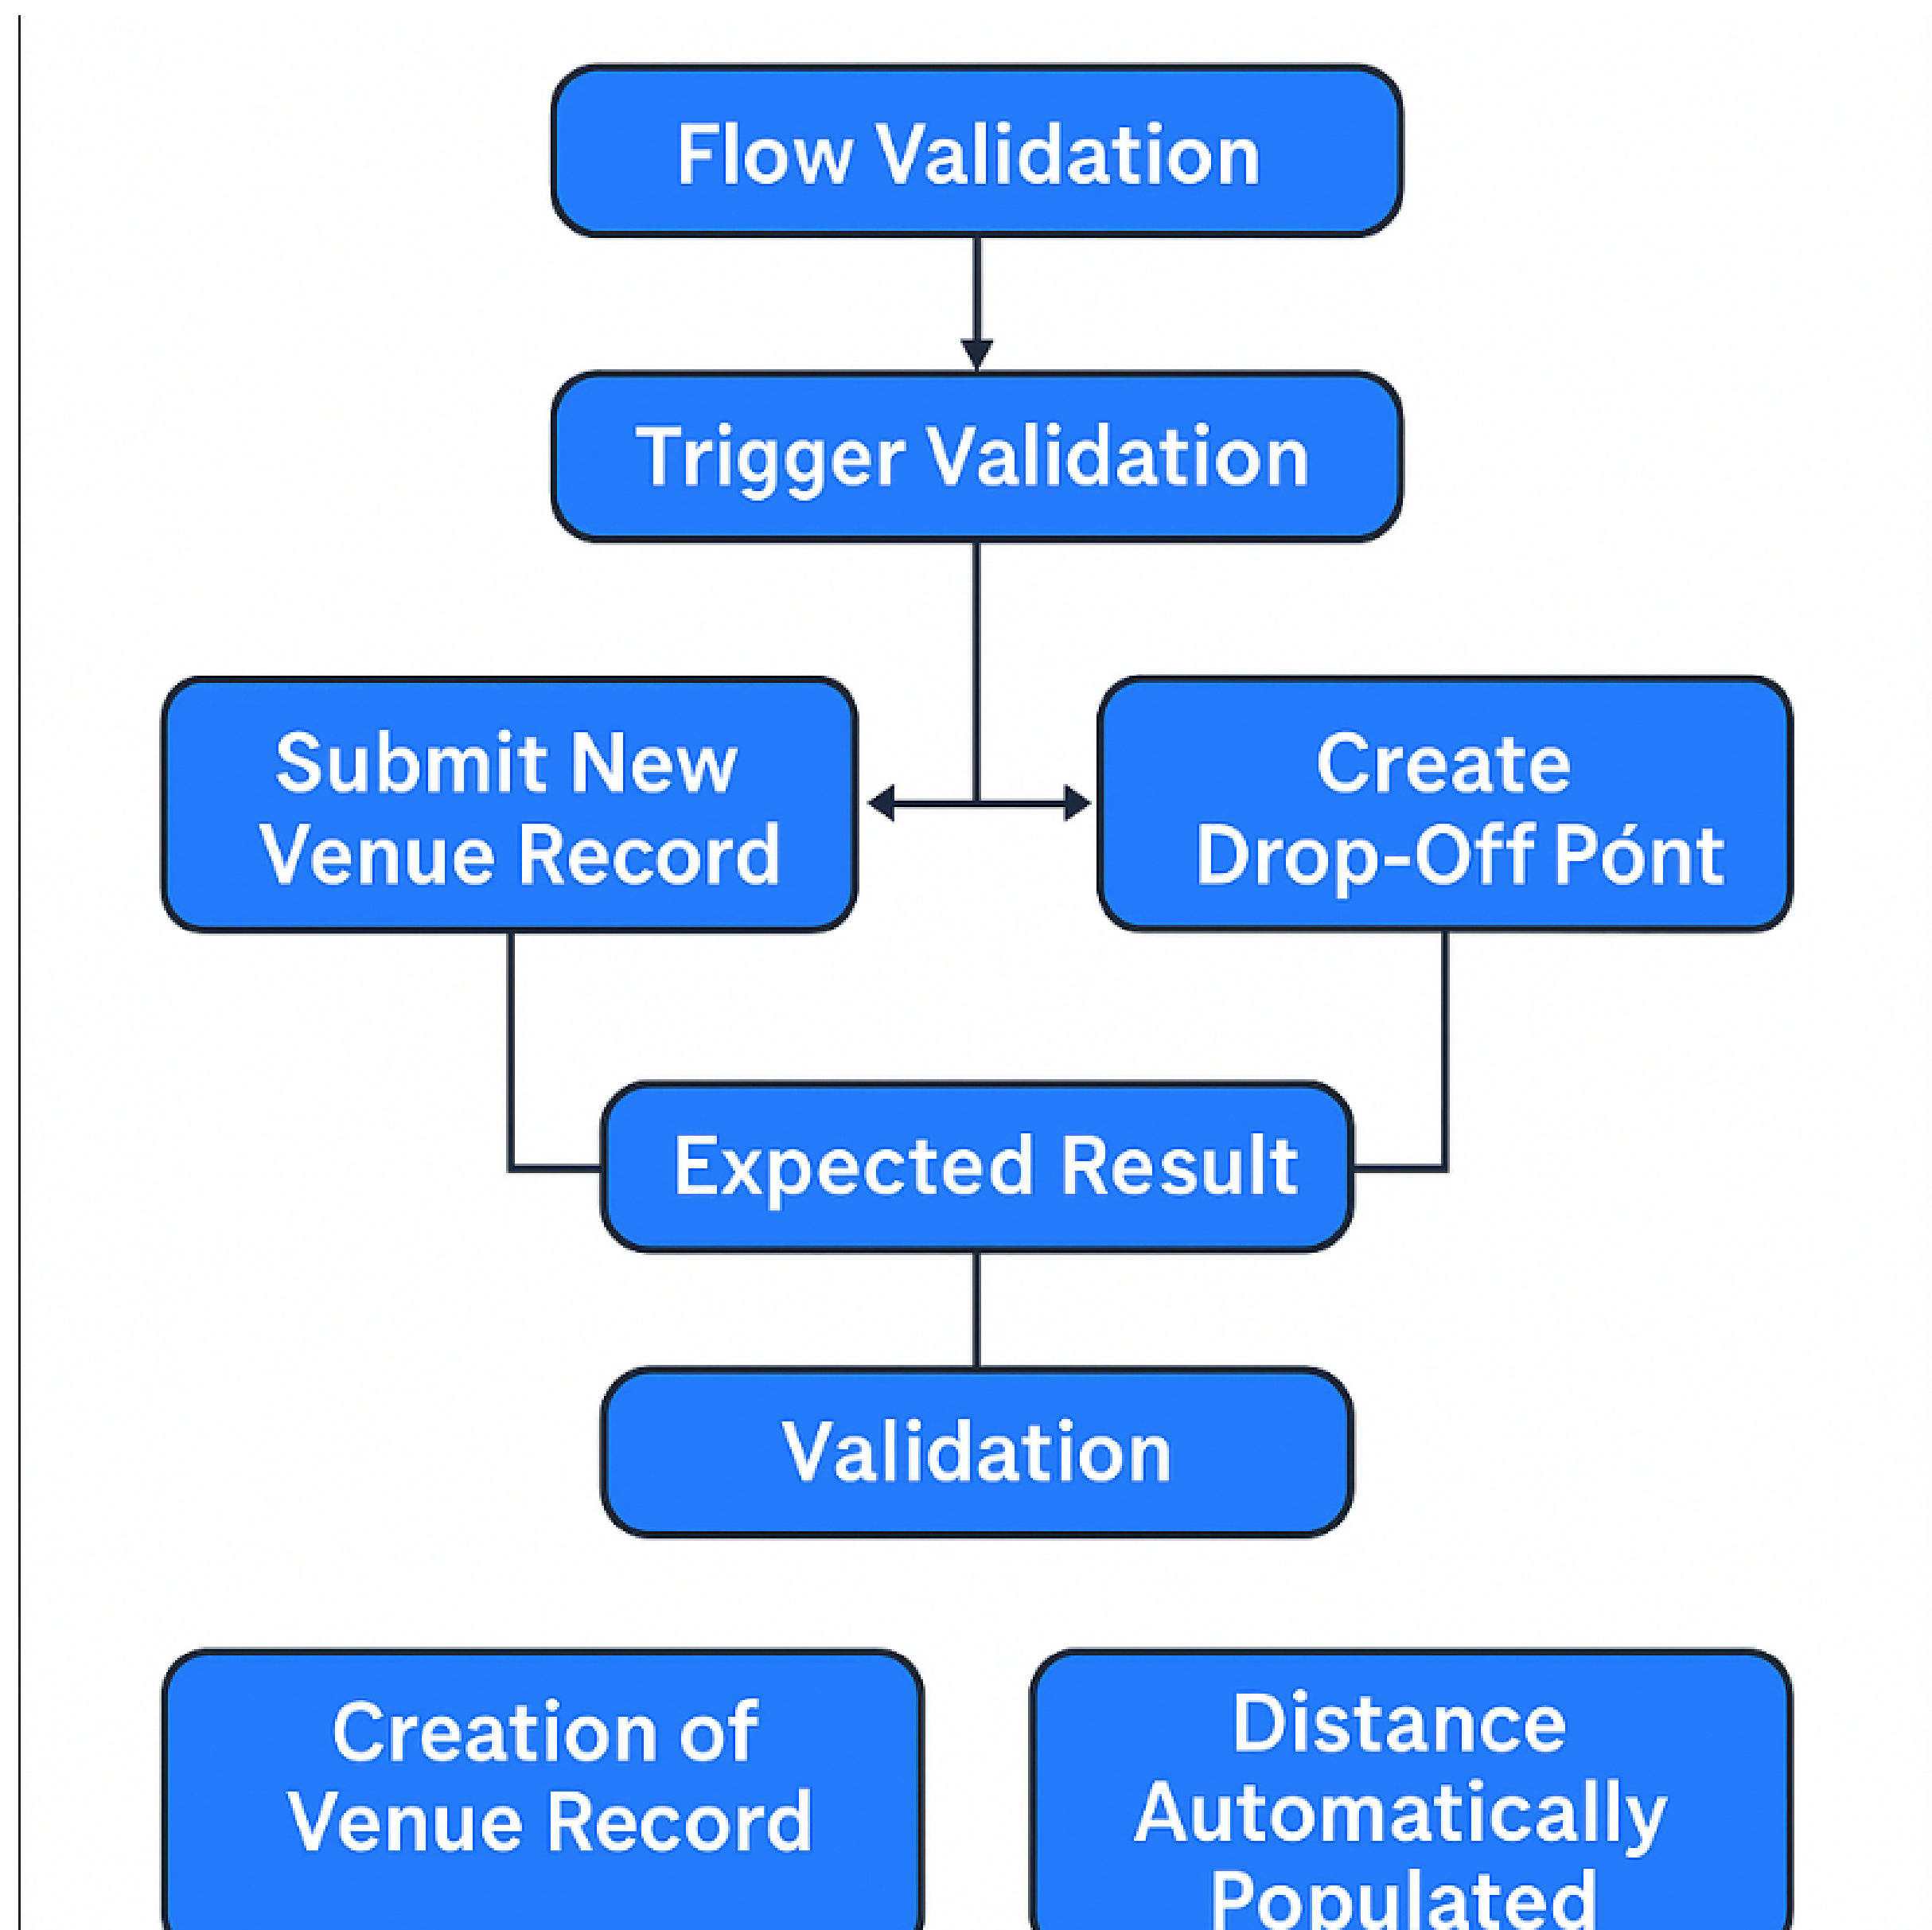 Flow Validation
Trigger Validation
Submit New
Venue Record
Create
Drop-Off Pónt
Expected Result
Validation
Creation of
Venue Record
Distance
Automatically
Populated